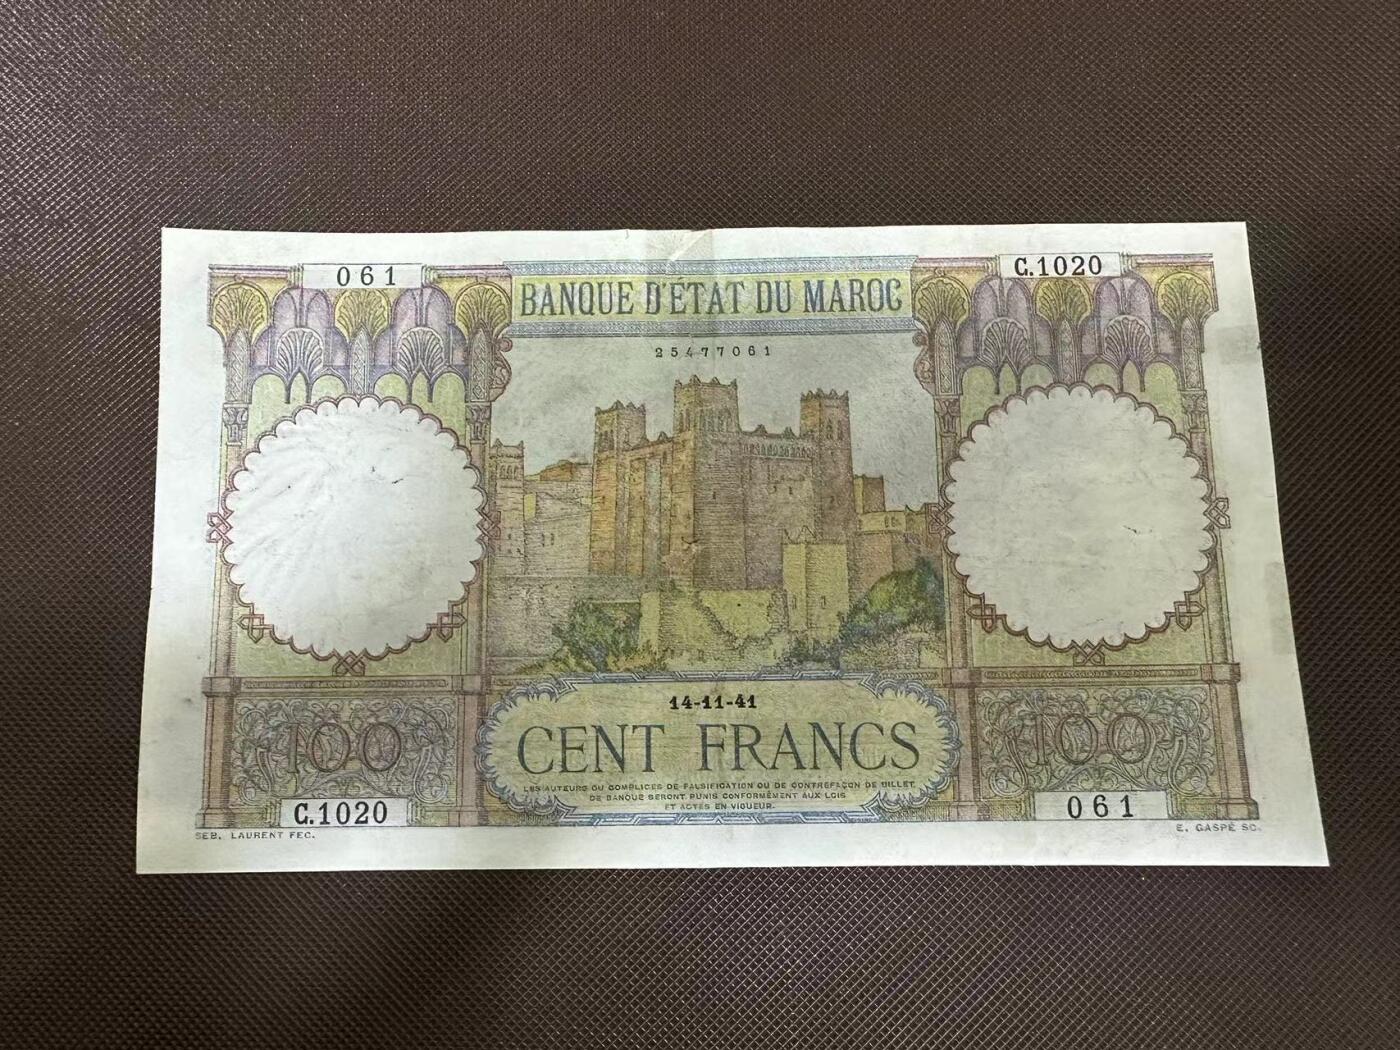 061
C.1020
BANQUE D'ÉTAT DU MAROC
25477061
14-11-41
CENT FRANCS
100
100
LES AUTEURS OU COMPLICES DE FALSIFICATION OU DE CONTREFAÇON DE BILLET
DE BANQUE SERONT PUNIS CONFORMÉMENT AUX LOIS
ET ACTES EN VIGUEUR.
C.1020
061
SEB. LAURENT FEC.
E. GASPÉ SC.